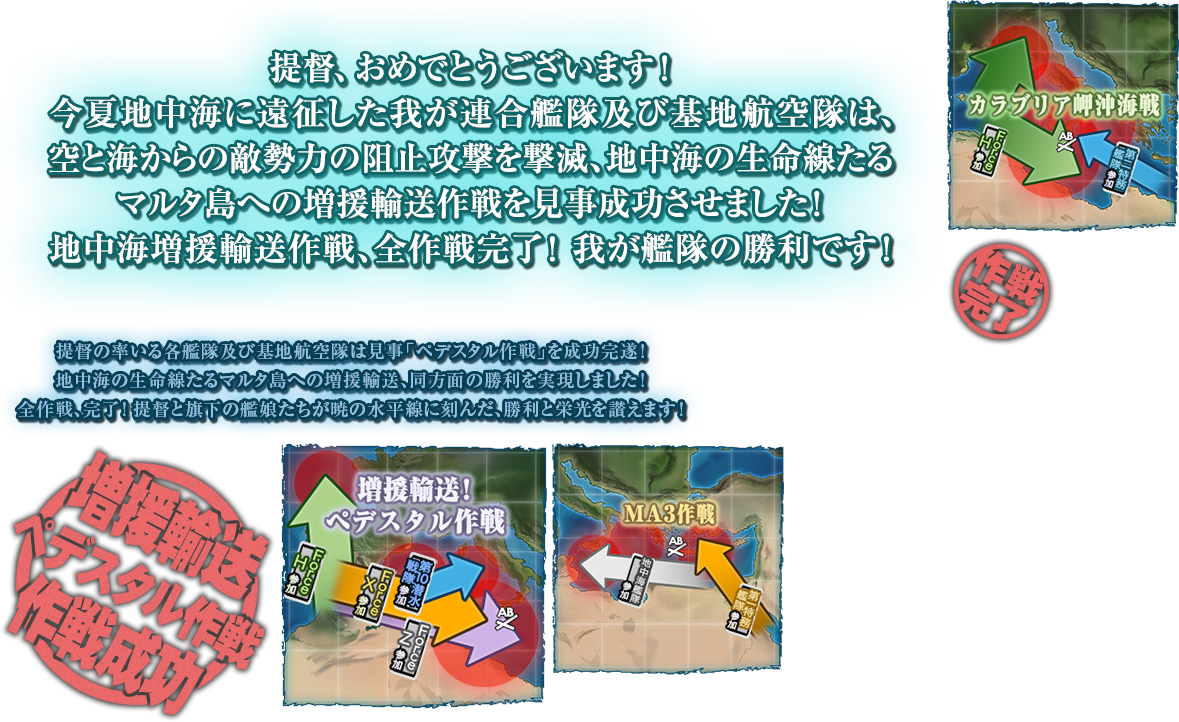 提督、おめでとうございます！
今夏地中海に遠征した我が連合艦隊及び基地航空隊は、
空と海からの敵勢力の阻止攻撃を撃滅、地中海の生命線たる
マルタ島への増援輸送作戦を見事成功させました！
地中海増援輸送作戦、全作戦完了！ 我が艦隊の勝利です！
カラブリア岬沖海戦
Force
H
参加
AB
第二特務
艦隊 参加
作戦
完了
提督の率いる各艦隊及び基地航空隊は見事「ペデスタル作戦」を成功完遂！
地中海の生命線たるマルタ島への増援輸送、同方面の勝利を実現しました！
全作戦、完了！ 提督と旗下の艦娘たちが暁の水平線に刻んだ、勝利と栄光を讃えます！
増援輸送
ペデスタル作戦
作戦成功
増援輸送！
ペデスタル作戦
Force
H
参加
Force
X
参加
第10潜水
戦隊 参加
Force
Z
参加
AB
MA3作戦
AB
地中海艦隊
参加
第二特務
艦隊 参加